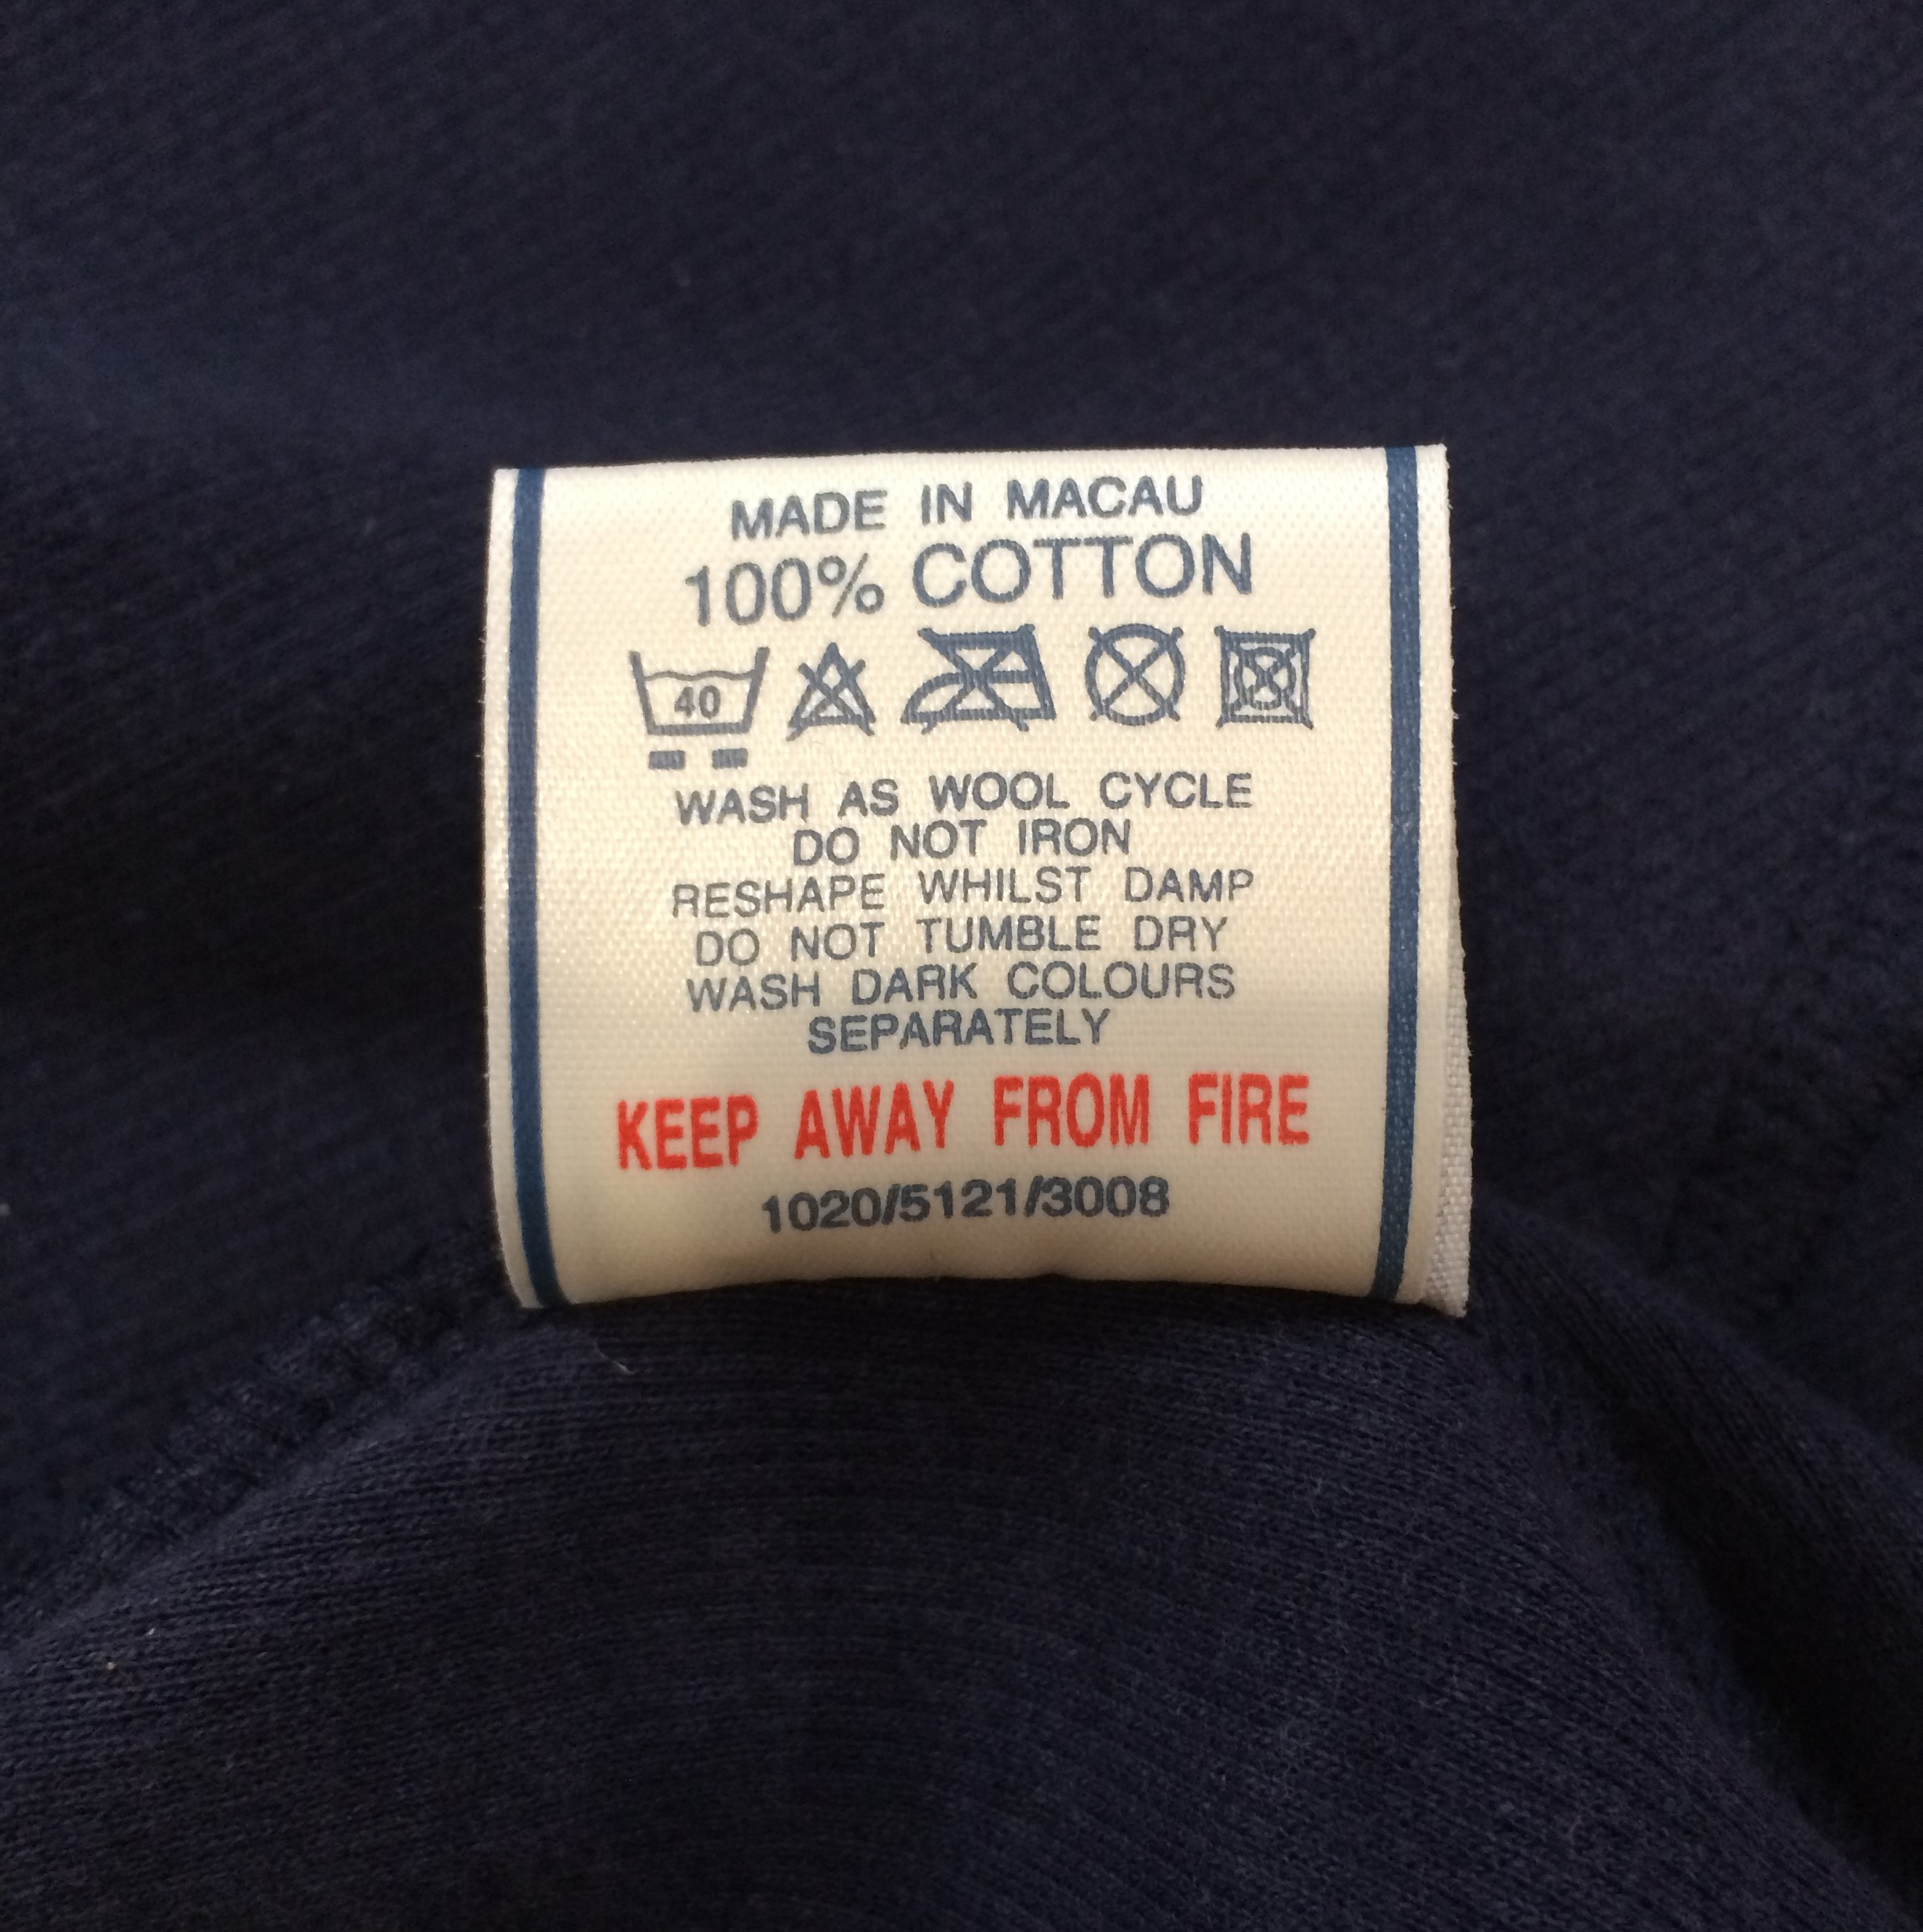 MADE IN MACAU
100% COTTON
40
WASH AS WOOL CYCLE
DO NOT IRON
RESHAPE WHILST DAMP
DO NOT TUMBLE DRY
WASH DARK COLOURS
SEPARATELY
KEEP AWAY FROM FIRE
1020/5121/3008